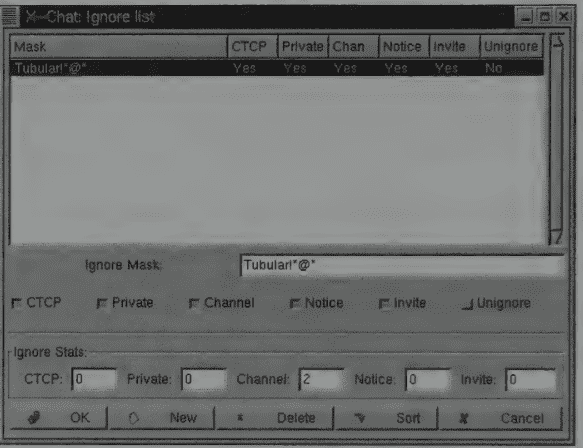 X-Chat: Ignore list
Mask CTCP Private Chan Notice Invite Unignore
Tubular!*@* Yes Yes Yes Yes Yes No
Ignore Mask: Tubular!*@*
CTCP Private Channel Notice Invite Unignore
Ignore Stats:
CTCP: 0 Private: 0 Channel: 2 Notice: 0 Invite: 0
OK New Delete Sort Cancel